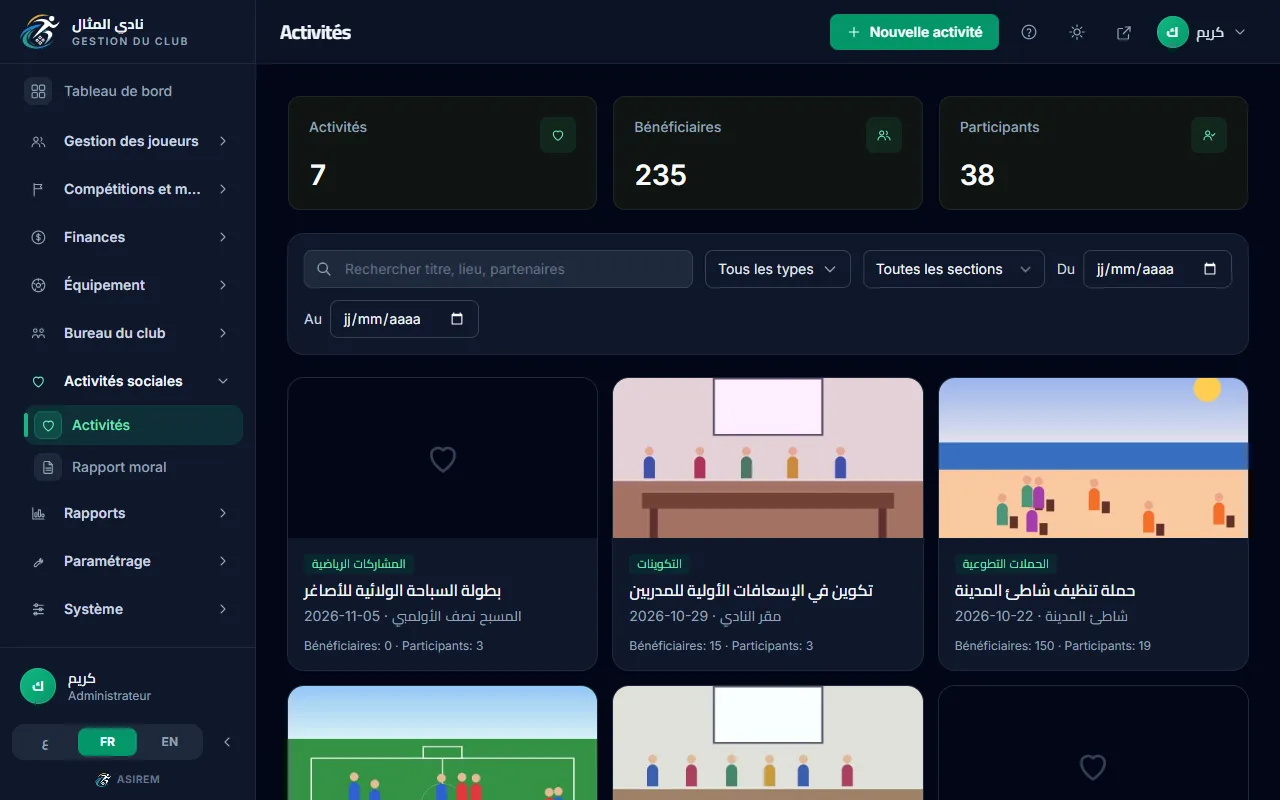 نادي المثال
GESTION DU CLUB
Tableau de bord
Gestion des joueurs
Compétitions et m...
Finances
Équipement
Bureau du club
Activités sociales
Activités
Rapport moral
Rapports
Paramétrage
Système
ك
كريم
Administrateur
ع FR EN
ASIREM
Activités
+ Nouvelle activité
ك كريم
Activités
7
Bénéficiaires
235
Participants
38
Rechercher titre, lieu, partenaires
Tous les types
Toutes les sections
Du jj/mm/aaaa
Au jj/mm/aaaa
المشاركات الرياضية
بطولة السباحة الولائية للأصاغر
المسبح نصف الأولمبي · 2026-11-05
Bénéficiaires: 0 · Participants: 3
التكوينات
تكوين في الإسعافات الأولية للمدربين
مقر النادي · 2026-10-29
Bénéficiaires: 15 · Participants: 3
الحملات التطوعية
حملة تنظيف شاطئ المدينة
شاطئ المدينة · 2026-10-22
Bénéficiaires: 150 · Participants: 19